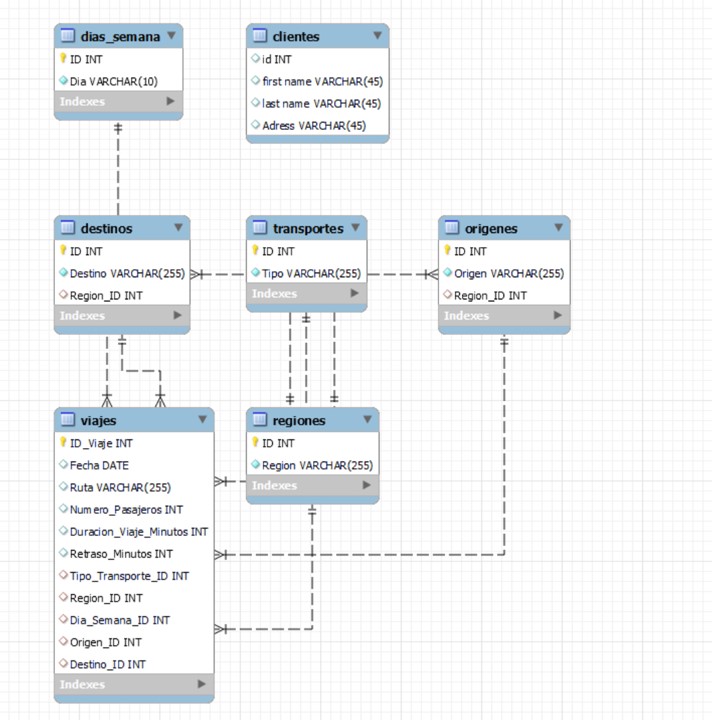 dias_semana
ID INT
Dia VARCHAR(10)
Indexes
clientes
id INT
first name VARCHAR(45)
last name VARCHAR(45)
Adress VARCHAR(45)
destinos
ID INT
Destino VARCHAR(255)
Region_ID INT
Indexes
transportes
ID INT
Tipo VARCHAR(255)
Indexes
origenes
ID INT
Origen VARCHAR(255)
Region_ID INT
Indexes
viajes
ID_Viaje INT
Fecha DATE
Ruta VARCHAR(255)
Numero_Pasajeros INT
Duracion_Viaje_Minutos INT
Retraso_Minutos INT
Tipo_Transporte_ID INT
Region_ID INT
Dia_Semana_ID INT
Origen_ID INT
Destino_ID INT
Indexes
regiones
ID INT
Region VARCHAR(255)
Indexes